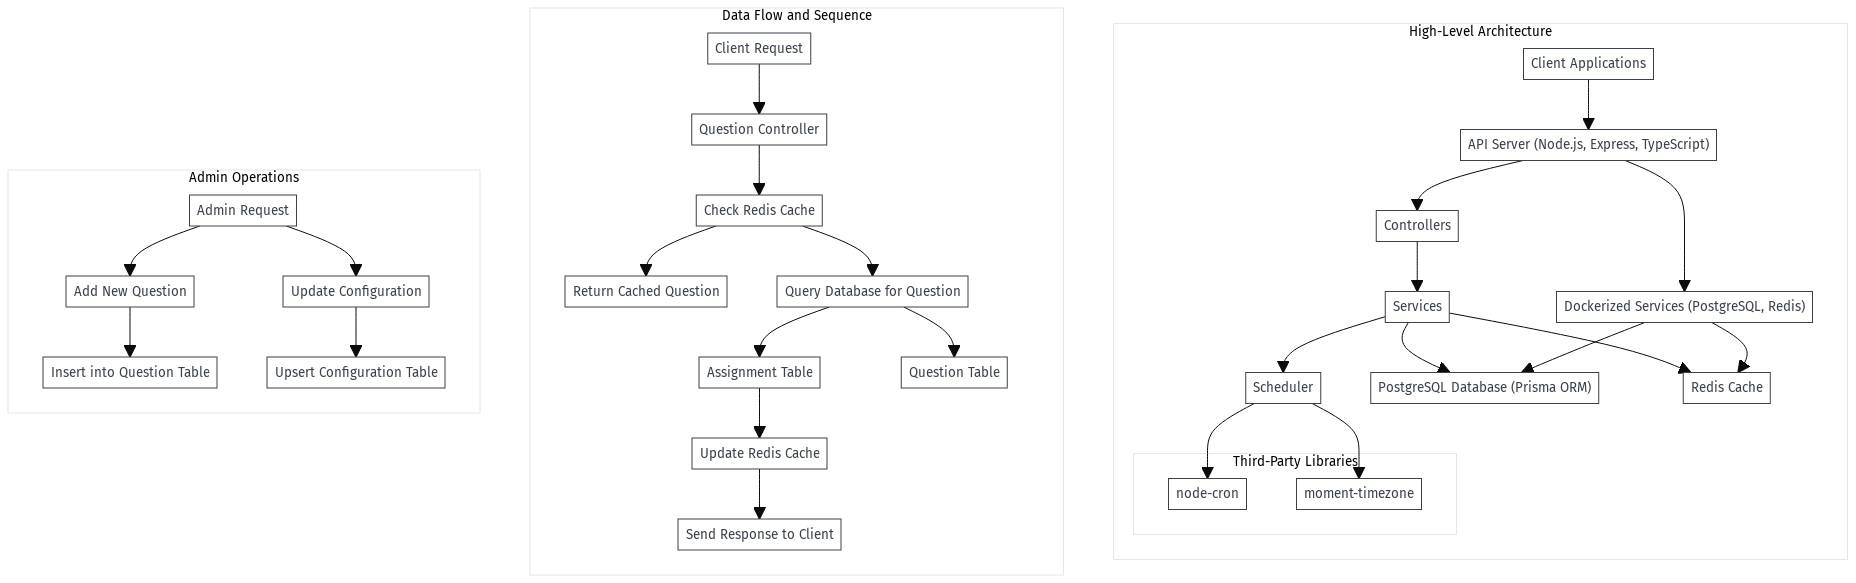 Admin Operations
Admin Request
Add New Question
Update Configuration
Insert into Question Table
Upsert Configuration Table
Data Flow and Sequence
Client Request
Question Controller
Check Redis Cache
Return Cached Question
Query Database for Question
Assignment Table
Question Table
Update Redis Cache
Send Response to Client
High-Level Architecture
Client Applications
API Server (Node.js, Express, TypeScript)
Controllers
Services
Dockerized Services (PostgreSQL, Redis)
Scheduler
PostgreSQL Database (Prisma ORM)
Redis Cache
Third-Party Libraries
node-cron
moment-timezone